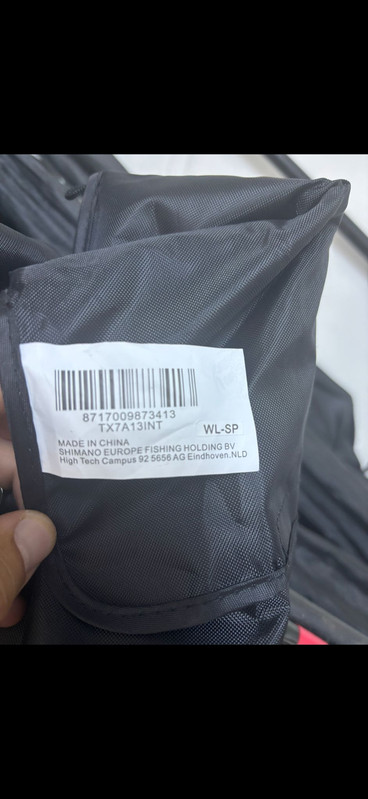 8717009873413
TX7A13INT
WL-SP
MADE IN CHINA
SHIMANO EUROPE FISHING HOLDING BV
High Tech Campus 92 5656 AG Eindhoven.NLD